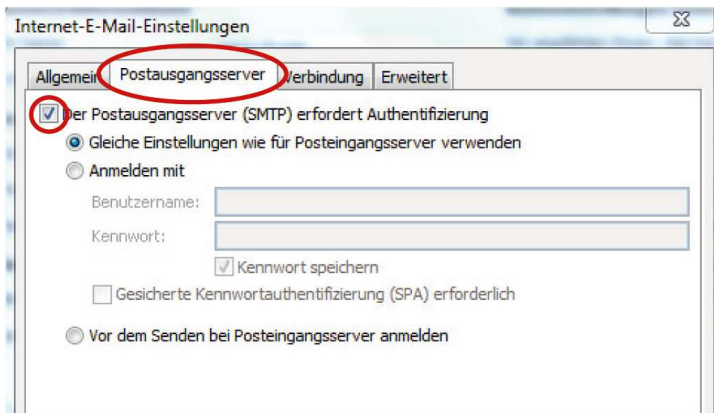 Internet-E-Mail-Einstellungen
Allgemein Postausgangsserver Verbindung Erweitert
Der Postausgangsserver (SMTP) erfordert Authentifizierung
Gleiche Einstellungen wie für Posteingangsserver verwenden
Anmelden mit
Benutzername:
Kennwort:
Kennwort speichern
Gesicherte Kennwortauthentifizierung (SPA) erforderlich
Vor dem Senden bei Posteingangsserver anmelden